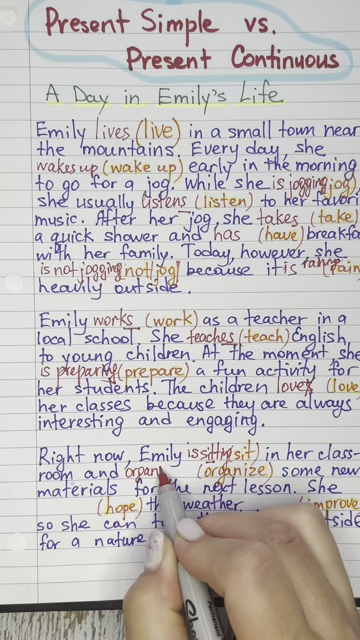 Present Simple vs.
Present Continuous
A Day in Emily's Life
Emily lives (live) in a small town near
the mountains. Every day, she
wakes up (wake up) early in the morning
to go for a jog. While she is jogging (jog),
she usually listens (listen) to her favori
music. After her jog, she takes (take)
a quick shower and has (have) breakfa
with her family. Today, however, she
is not jogging (not jog) because it is raining (rain
heavily outside.
Emily works (work) as a teacher in a
local school. She teaches (teach) English,
to young children. At the moment, she
is preparing (prepare) a fun activity for
her students. The children loves (love
her classes because they are always
interesting and engaging.
Right now, Emily is sitting (sit) in her class-
room and organi (organize) some new
materials for the next lesson. She
(hope) the weather (improve
so she can outside
for a nature